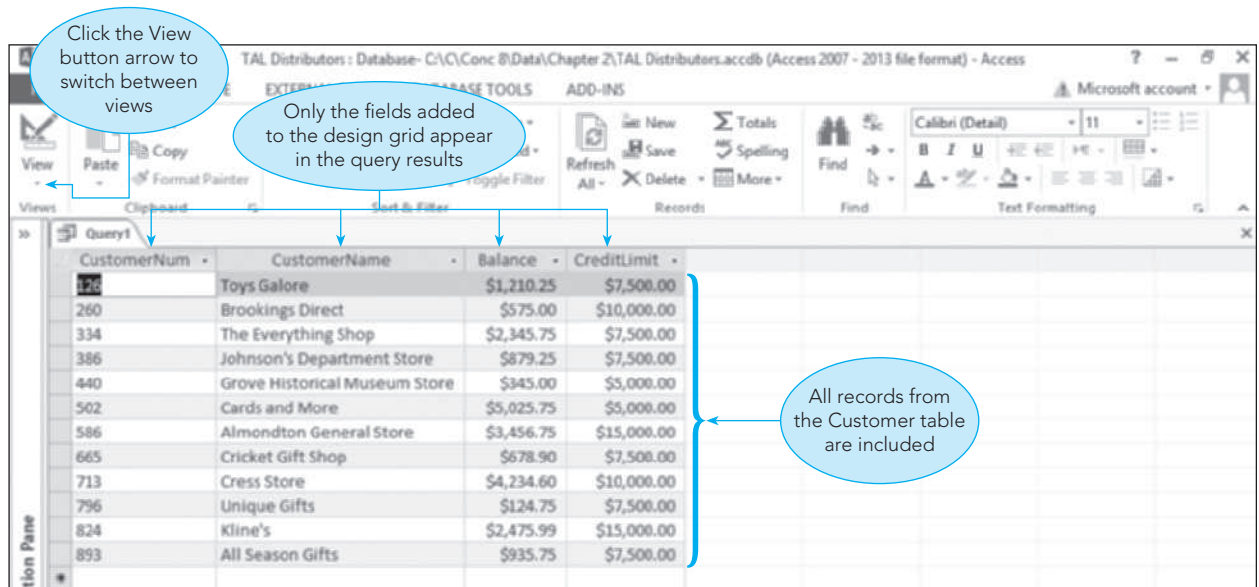 Click the View
button arrow to
switch between
views
TAL Distributors : Database- C:\C\Conc 8\Data\Chapter 2\TAL Distributors.accdb (Access 2007 - 2013 file format) - Access
? – X
E EXTERNAL TOOLS ADD-INS Microsoft account
Only the fields added
to the design grid appear
in the query results
View
Paste
Copy
Format Painter
Toggle Filter
Refresh
All
New
Save
Delete
Totals
Spelling
More
Find
Calibri (Detail) 11
B I U
A
Views Clipboard Sort & Filter Records Find Text Formatting
» Query1 ×
CustomerNum CustomerName Balance CreditLimit
126 Toys Galore $1,210.25 $7,500.00
260 Brookings Direct $575.00 $10,000.00
334 The Everything Shop $2,345.75 $7,500.00
386 Johnson's Department Store $879.25 $7,500.00
440 Grove Historical Museum Store $345.00 $5,000.00
502 Cards and More $5,025.75 $5,000.00
586 Almondton General Store $3,456.75 $15,000.00
665 Cricket Gift Shop $678.90 $7,500.00
713 Cress Store $4,234.60 $10,000.00
796 Unique Gifts $124.75 $7,500.00
824 Kline's $2,475.99 $15,000.00
893 All Season Gifts $935.75 $7,500.00
*
All records from
the Customer table
are included
tion Pane